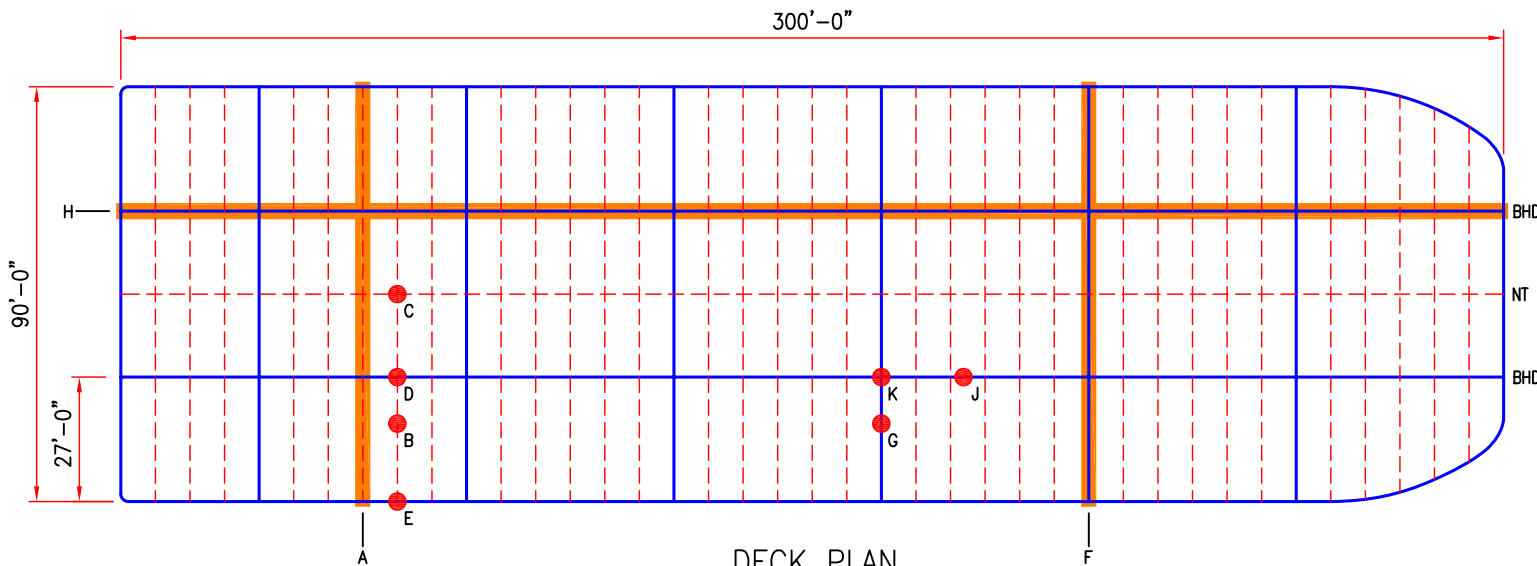 300'-0"
H
BHD
90'-0"
C
NT
D
K
J
BHD
27'-0"
B
G
E
A
DECK PLAN
F